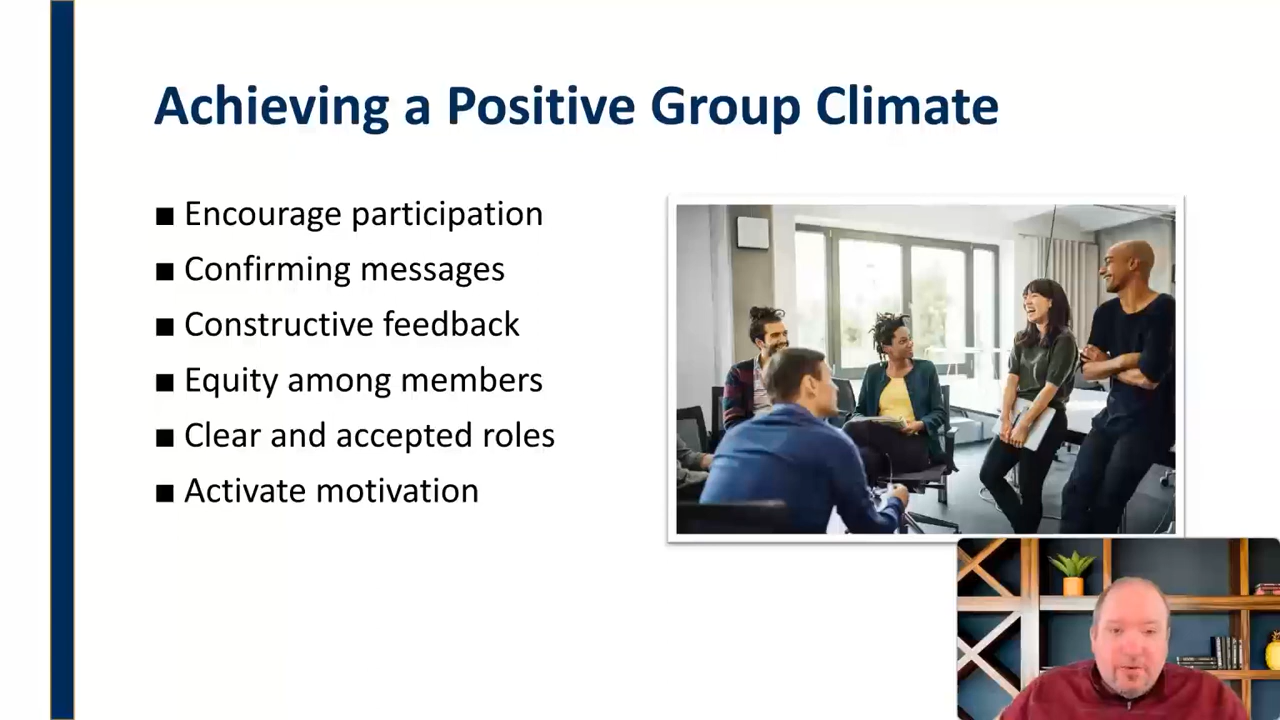 Achieving a Positive Group Climate
■ Encourage participation
■ Confirming messages
■ Constructive feedback
■ Equity among members
■ Clear and accepted roles
■ Activate motivation